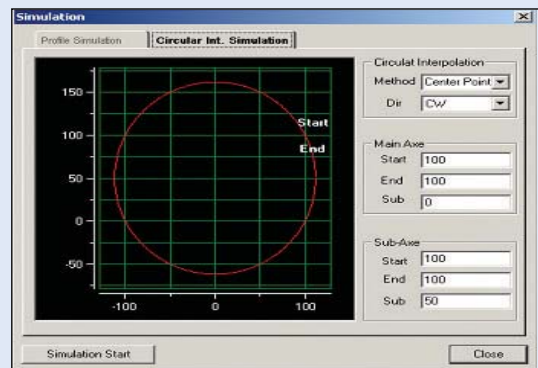 Simulation
Profile Simulation
Circular Int. Simulation
150
100
50
0
-50
-100
0
100
Start
End
Circulat Interpolation
Method Center Point
Dir CW
Main Axe
Start 100
End 100
Sub 0
Sub-Axe
Start 100
End 100
Sub 50
Simulation Start
Close